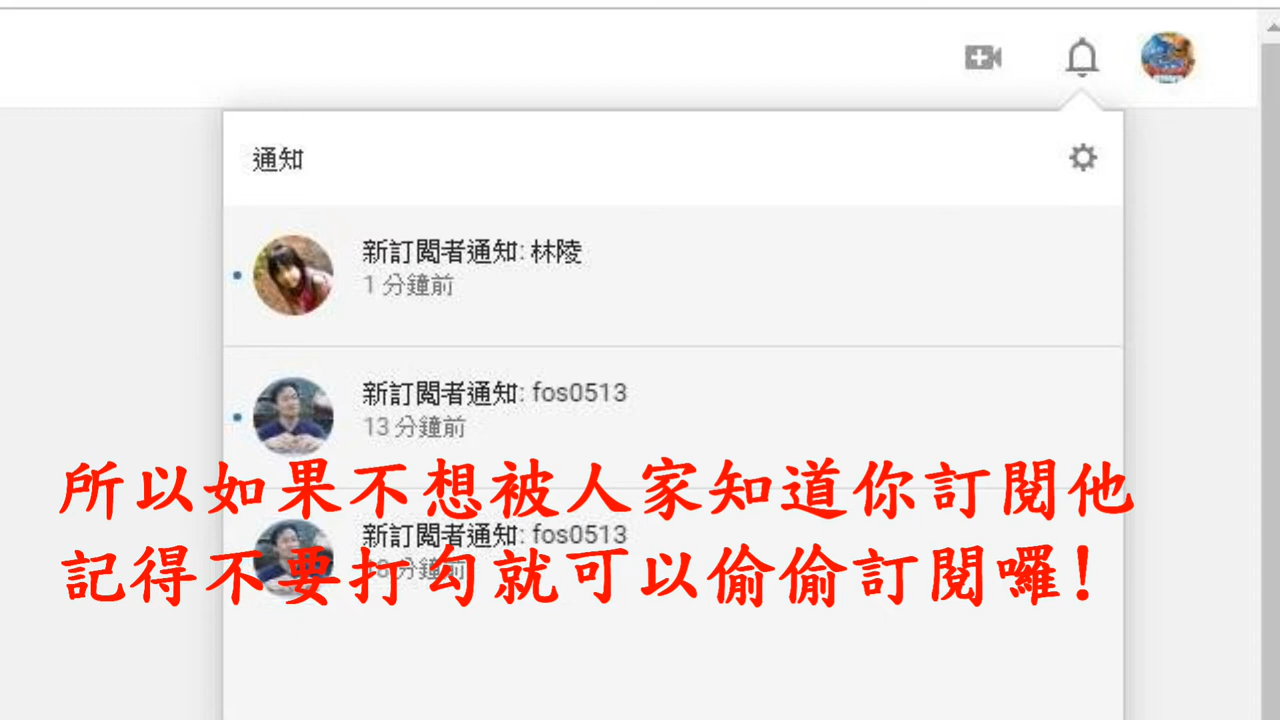 通知
新訂閱者通知: 林陵
1 分鐘前
新訂閱者通知: fos0513
13 分鐘前
所以如果不想被人家知道你訂閱他
新訂閱者通知: fos0513
分鐘前
記得不要打勾就可以偷偷訂閱囉!